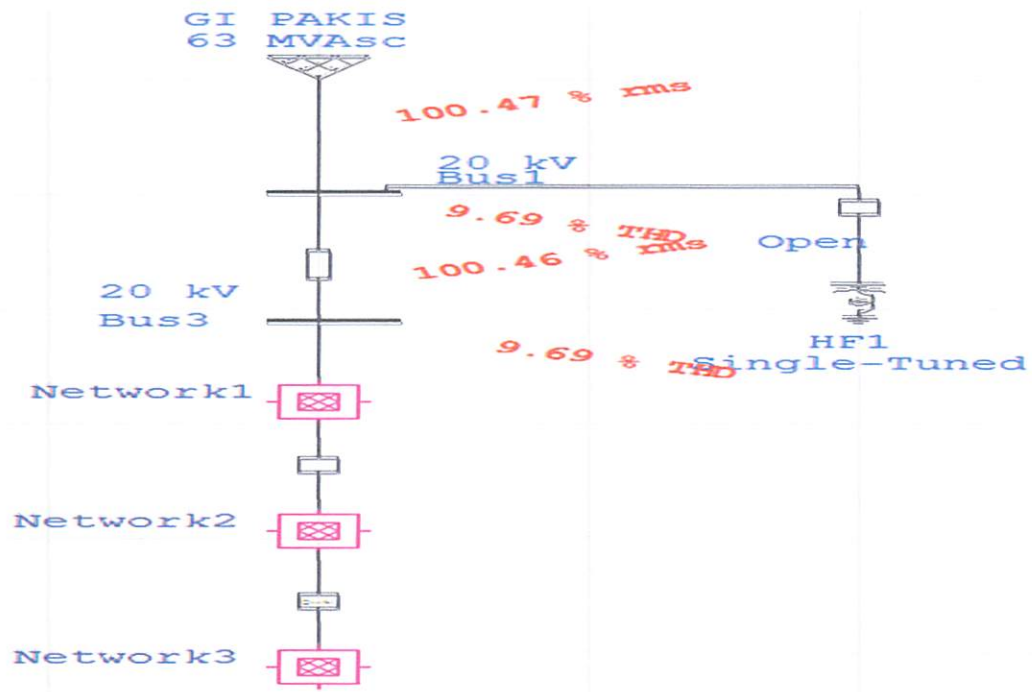 GI PAKIS
63 MVAsc
100.47 % rms
20 kV
Bus1
9.69 % THD
100.46 % rms
Open
20 kV
Bus3
HF1
Single-Tuned
9.69 % THD
Network1
Network2
Network3